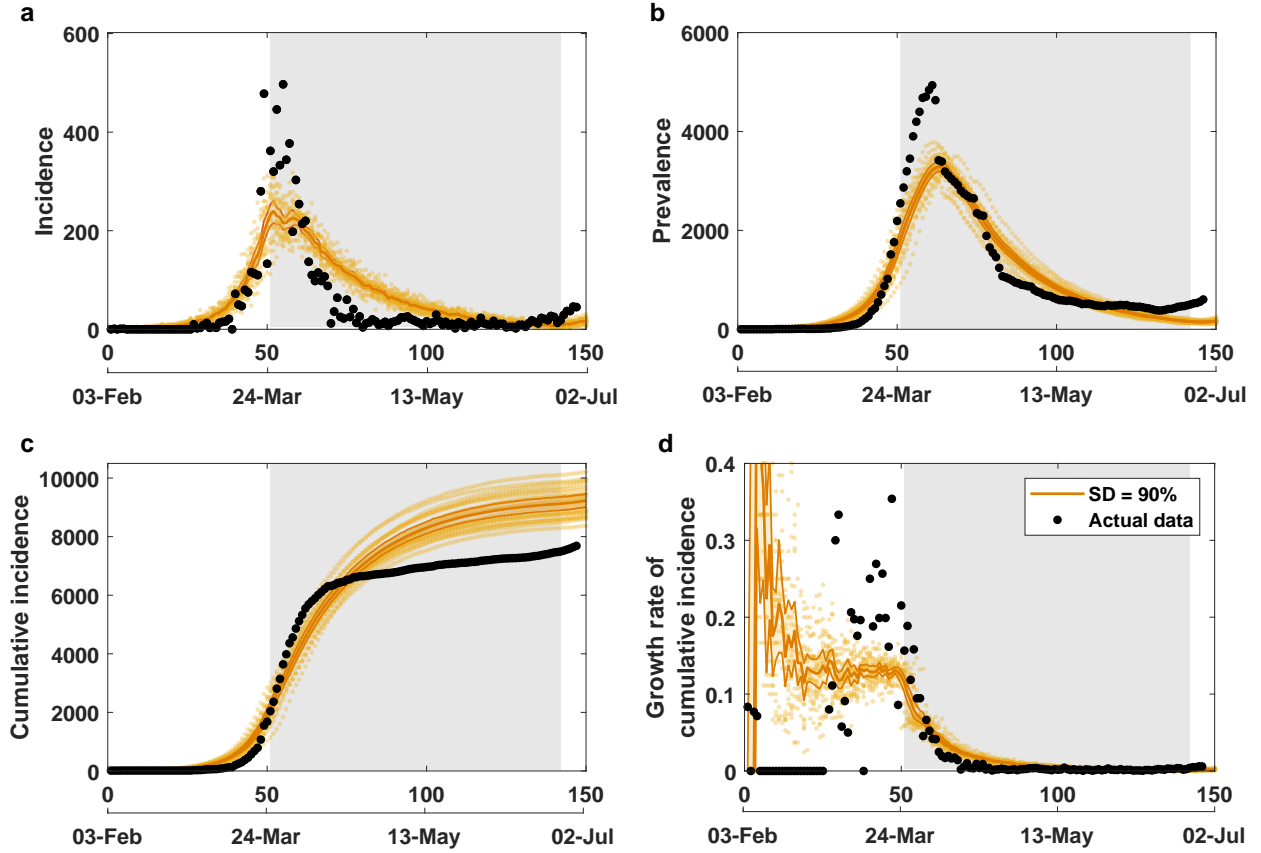 a
600
400
200
0
Incidence
0 50 100 150
03-Feb 24-Mar 13-May 02-Jul
b
6000
4000
2000
0
Prevalence
0 50 100 150
03-Feb 24-Mar 13-May 02-Jul
c
10000
8000
6000
4000
2000
0
Cumulative incidence
0 50 100 150
03-Feb 24-Mar 13-May 02-Jul
d
0.4
0.3
0.2
0.1
0
Growth rate of
cumulative incidence
SD = 90%
Actual data
0 50 100 150
03-Feb 24-Mar 13-May 02-Jul